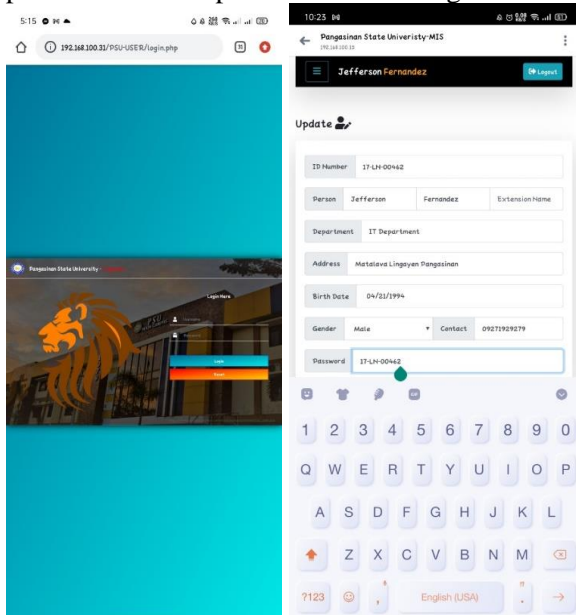 5:15
192.168.100.31/PSU-USER/login.php
Pangasinan State University -
Login Here
Login
Reset
10:23
Pangasinan State Univeristy-MIS
192.168.100.33
Jefferson Fernandez
Logout
Update
ID Number 17-LN-00462
Person Jefferson Fernandez Extension Name
Department IT Department
Address Matalava Lingayen Pangasinan
Birth Date 04/21/1994
Gender Male Contact 09271929279
Password 17-LN-00462
1 2 3 4 5 6 7 8 9 0
Q W E R T Y U I O P
A S D F G H J K L
Z X C V B N M
?123 , English (USA) .